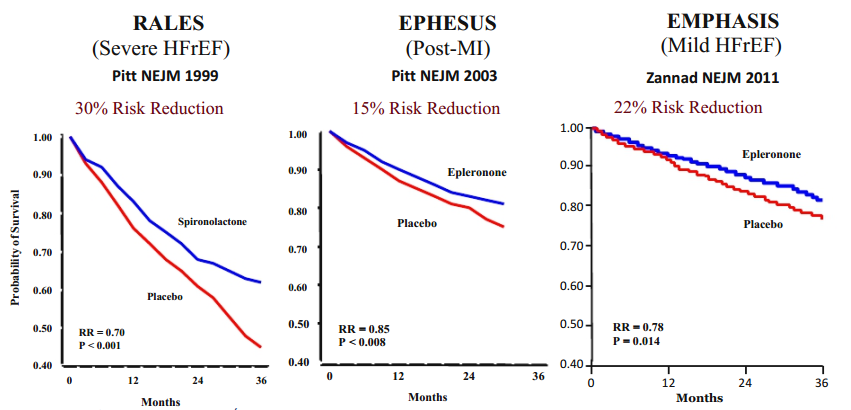 RALES
(Severe HFrEF)
Pitt NEJM 1999
30% Risk Reduction
Probability of Survival
1.00
0.90
0.80
0.70
0.60
0.50
0.40
Spironolactone
Placebo
RR = 0.70
P < 0.001
0
12
24
36
Months
EPHESUS
(Post-MI)
Pitt NEJM 2003
15% Risk Reduction
1.00
0.90
0.80
0.70
0.60
0.50
0.40
Eplerenone
Placebo
RR = 0.85
P < 0.008
0
12
24
36
Months
EMPHASIS
(Mild HFrEF)
Zannad NEJM 2011
22% Risk Reduction
1.00
0.90
0.80
0.70
0.60
0.50
0.40
Eplerenone
Placebo
RR = 0.78
P = 0.014
0
12
24
36
Months